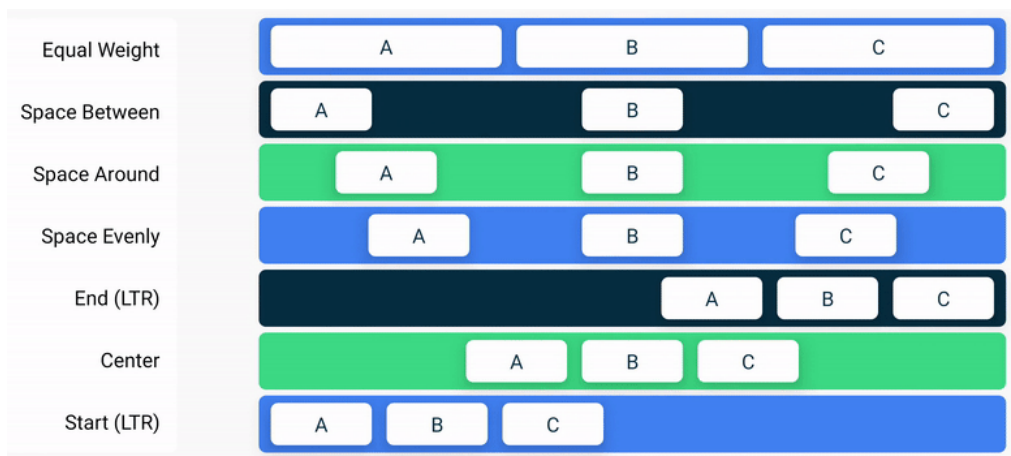 Equal Weight A B C
Space Between A B C
Space Around A B C
Space Evenly A B C
End (LTR) A B C
Center A B C
Start (LTR) A B C